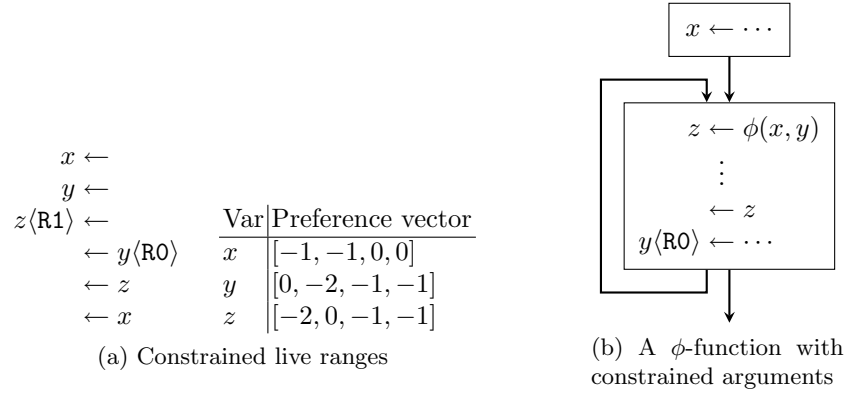 x ←
y ←
z⟨R1⟩ ←
← y⟨R0⟩
← z
← x
Var Preference vector
x [−1, −1, 0, 0]
y [0, −2, −1, −1]
z [−2, 0, −1, −1]
(a) Constrained live ranges
x ← ⋯
z ← ϕ(x, y)
⋮
← z
y⟨R0⟩ ← ⋯
(b) A ϕ-function with
constrained arguments